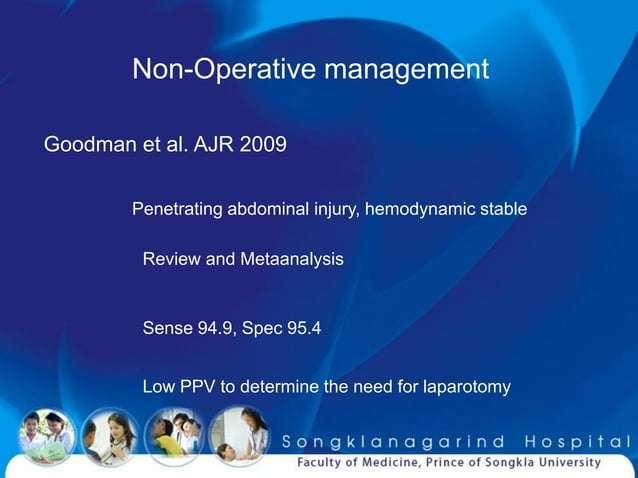 Non-Operative management
Goodman et al. AJR 2009
Penetrating abdominal injury, hemodynamic stable
Review and Metaanalysis
Sense 94.9, Spec 95.4
Low PPV to determine the need for laparotomy
Songklanagarind Hospital
Faculty of Medicine, Prince of Songkla University